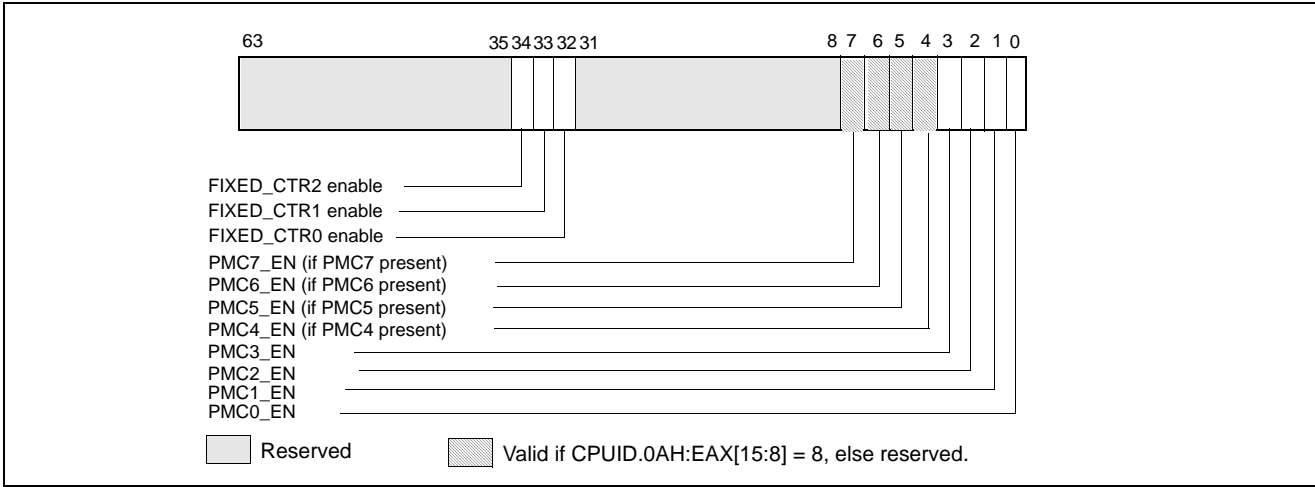 63 35 34 33 32 31 8 7 6 5 4 3 2 1 0
FIXED_CTR2 enable
FIXED_CTR1 enable
FIXED_CTR0 enable
PMC7_EN (if PMC7 present)
PMC6_EN (if PMC6 present)
PMC5_EN (if PMC5 present)
PMC4_EN (if PMC4 present)
PMC3_EN
PMC2_EN
PMC1_EN
PMC0_EN
Reserved Valid if CPUID.0AH:EAX[15:8] = 8, else reserved.